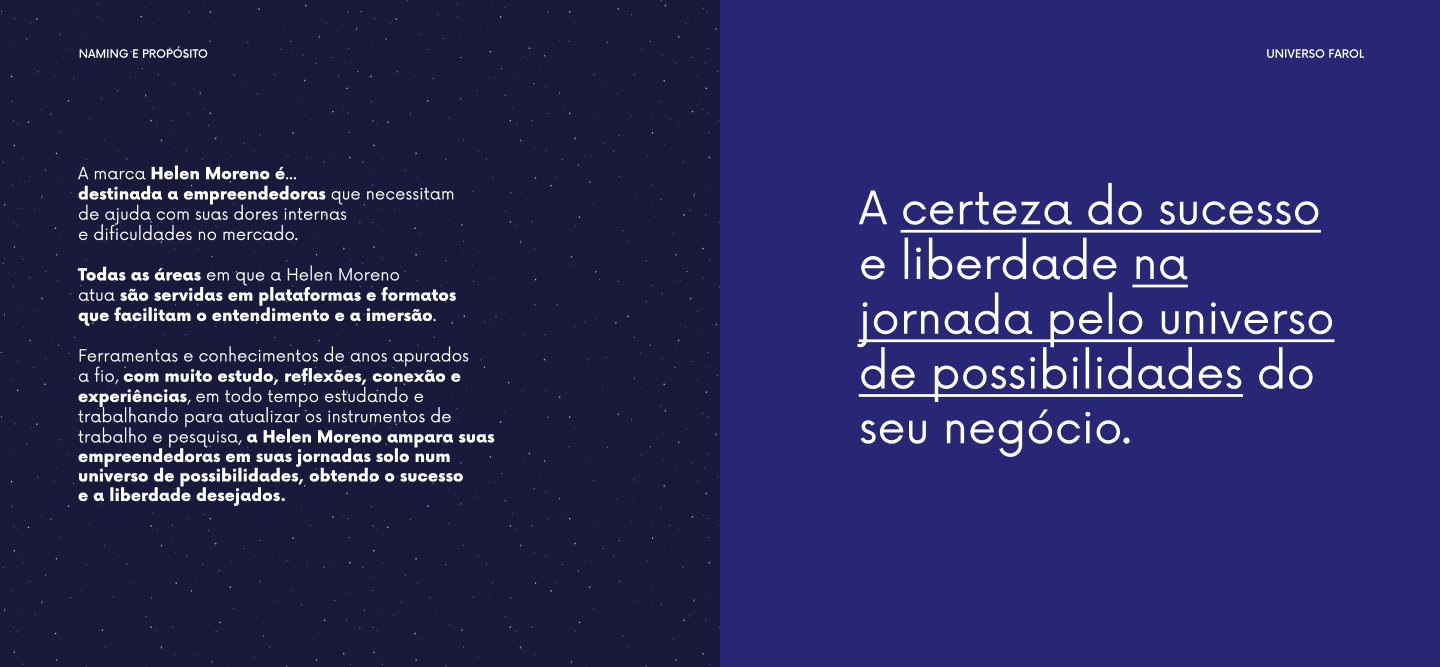 NAMING E PROPÓSITO
A marca Helen Moreno é...
destinada a empreendedoras que necessitam
de ajuda com suas dores internas
e dificuldades no mercado.
Todas as áreas em que a Helen Moreno
atua são servidas em plataformas e formatos
que facilitam o entendimento e a imersão.
Ferramentas e conhecimentos de anos apurados
a fio, com muito estudo, reflexões, conexão e
experiências, em todo tempo estudando e
trabalhando para atualizar os instrumentos de
trabalho e pesquisa, a Helen Moreno ampara suas
empreendedoras em suas jornadas solo num
universo de possibilidades, obtendo o sucesso
e a liberdade desejados.
UNIVERSO FAROL
A certeza do sucesso
e liberdade na
jornada pelo universo
de possibilidades do
seu negócio.